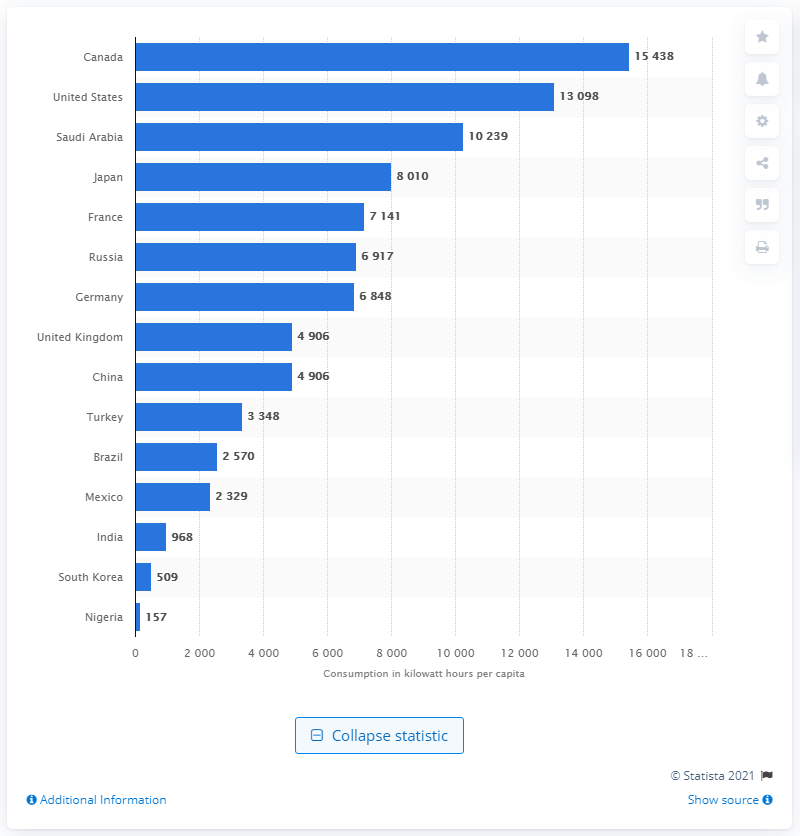 Canada 15 438
United States 13 098
Saudi Arabia 10 239
Japan 8 010
France 7 141
Russia 6 917
Germany 6 848
United Kingdom 4 906
China 4 906
Turkey 3 348
Brazil 2 570
Mexico 2 329
India 968
South Korea 509
Nigeria 157
0 2 000 4 000 6 000 8 000 10 000 12 000 14 000 16 000 18 ...
Consumption in kilowatt hours per capita
Collapse statistic
© Statista 2021
Additional Information Show source